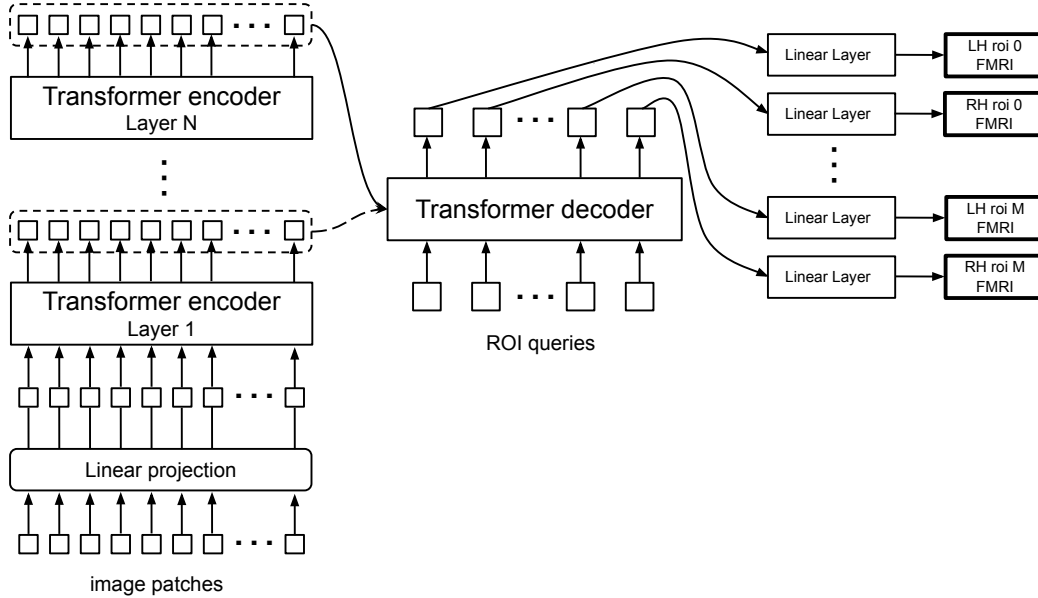 Transformer encoder
Layer N
Transformer encoder
Layer 1
Linear projection
image patches
Transformer decoder
ROI queries
Linear Layer
LH roi 0
FMRI
Linear Layer
RH roi 0
FMRI
Linear Layer
LH roi M
FMRI
Linear Layer
RH roi M
FMRI